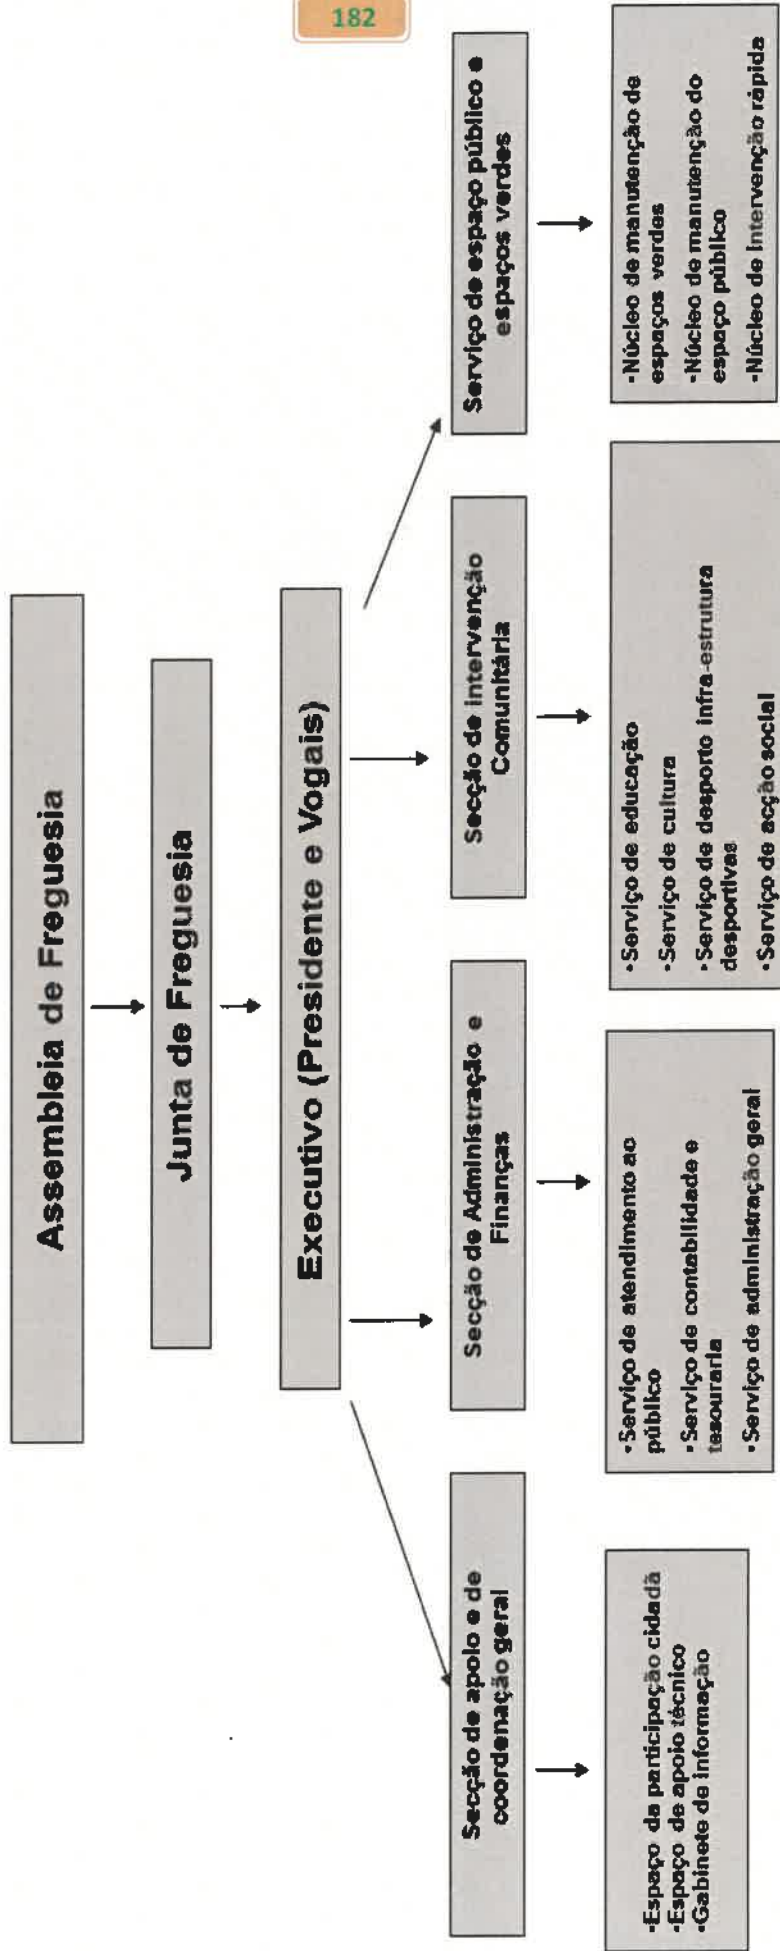 182
Assembleia de Freguesia
Junta de Freguesia
Executivo (Presidente e Vogais)
Secção de apoio e de
coordenação geral
Secção de Administração e
Finanças
Secção de intervenção
Comunitária
Serviço de espaço público e
espaços verdes
•Espaço da participação cidadã
•Espaço de apoio técnico
•Gabinete de informação
•Serviço de atendimento ao
público
•Serviço de contabilidade e
tesouraria
•Serviço de administração geral
•Serviço de educação
•Serviço de cultura
•Serviço de desporto infra-estrutura
desportivas
•Serviço de acção social
•Núcleo de manutenção de
espaços verdes
•Núcleo de manutenção do
espaço público
•Núcleo de intervenção rápida